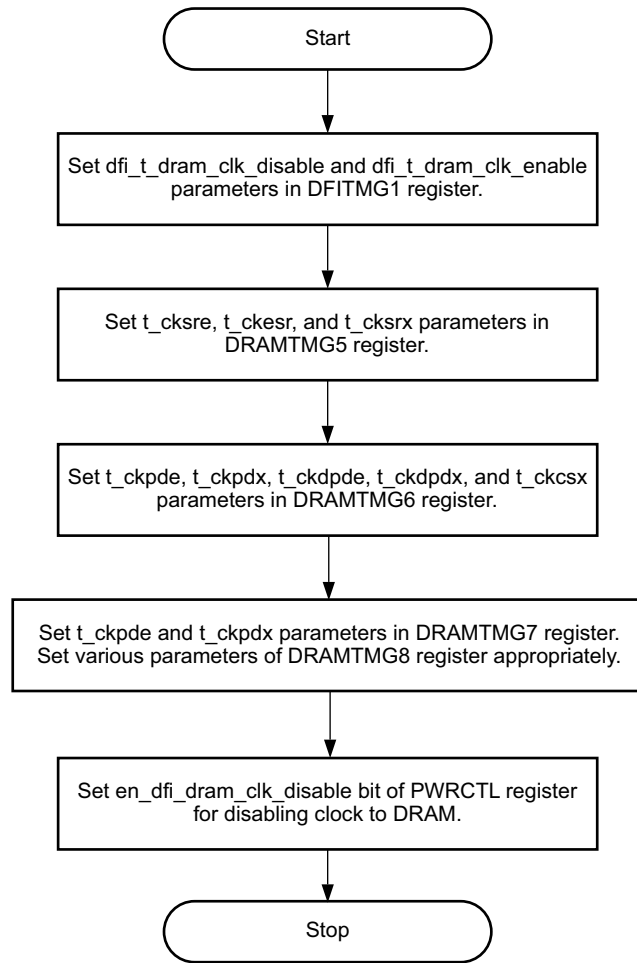 Start
Set dfi_t_dram_clk_disable and dfi_t_dram_clk_enable
parameters in DFITMG1 register.
Set t_cksre, t_ckesr, and t_cksrx parameters in
DRAMTMG5 register.
Set t_ckpde, t_ckpdx, t_ckdpde, t_ckdpdx, and t_ckcsx
parameters in DRAMTMG6 register.
Set t_ckpde and t_ckpdx parameters in DRAMTMG7 register.
Set various parameters of DRAMTMG8 register appropriately.
Set en_dfi_dram_clk_disable bit of PWRCTL register
for disabling clock to DRAM.
Stop